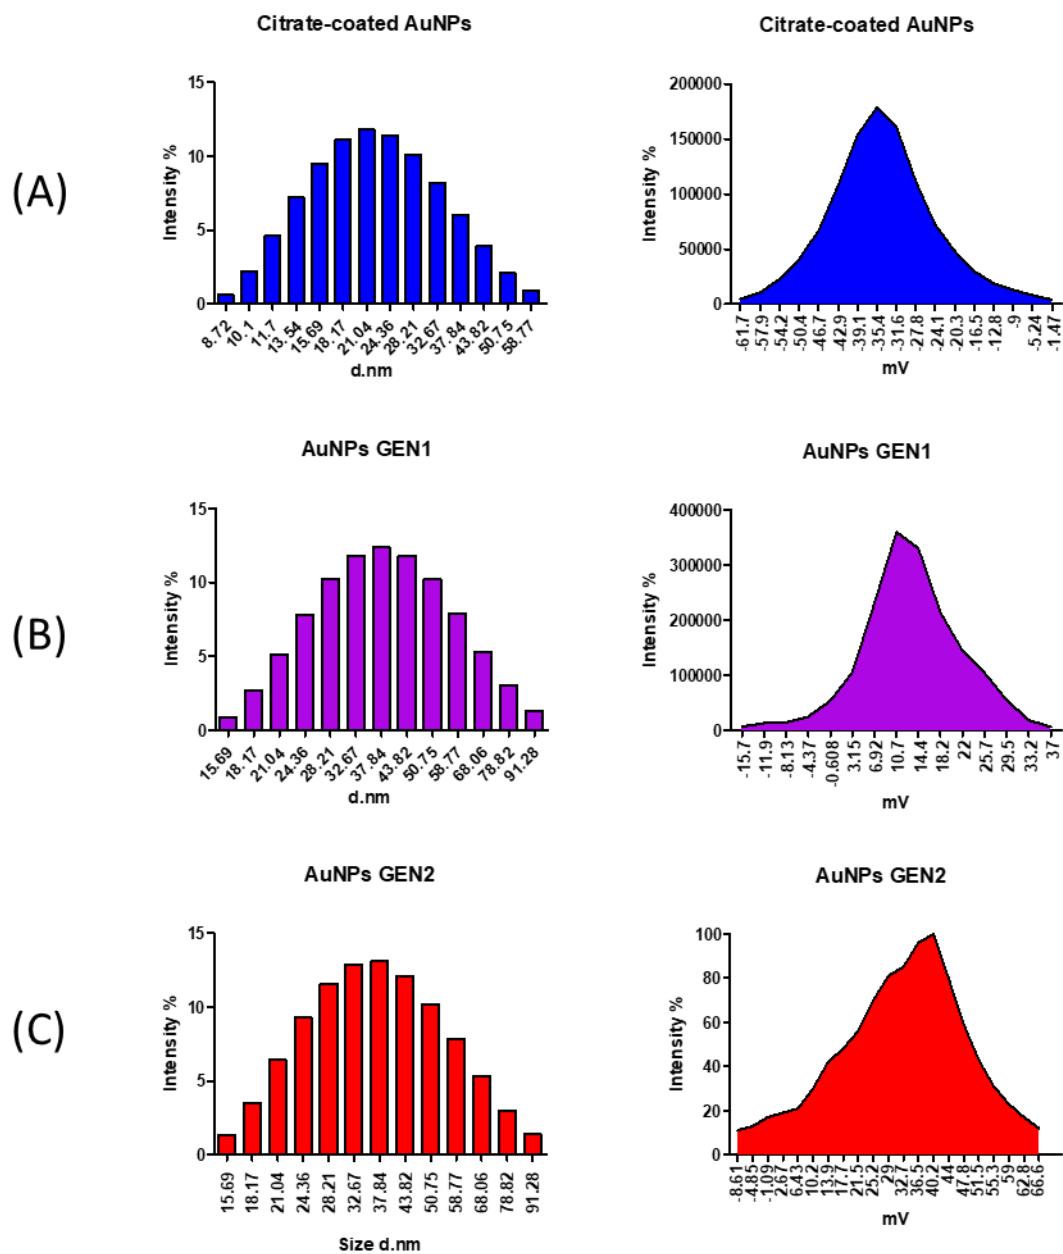 Citrate-coated AuNPs
Citrate-coated AuNPs
(A)
Intensity %
15
10
5
0
8.72 10.1 11.7 13.54 15.69 18.17 21.04 24.36 28.21 32.67 37.84 43.82 50.75 58.77
d.nm
Intensity %
200000
150000
100000
50000
0
-61.7 -57.9 -54.2 -50.4 -46.7 -42.9 -39.1 -35.4 -31.6 -27.8 -24.1 -20.3 -16.5 -12.8 -9 -5.24 -1.47
mV
AuNPs GEN1
AuNPs GEN1
(B)
Intensity %
15
10
5
0
15.69 18.17 21.04 24.36 28.21 32.67 37.84 43.82 50.75 58.77 68.06 78.82 91.28
d.nm
Intensity %
400000
300000
200000
100000
0
-15.7 -11.9 -8.13 -4.37 -0.608 3.15 6.92 10.7 14.4 18.2 22 25.7 29.5 33.2 37
mV
AuNPs GEN2
AuNPs GEN2
(C)
Intensity %
15
10
5
0
15.69 18.17 21.04 24.36 28.21 32.67 37.84 43.82 50.75 58.77 68.06 78.82 91.28
Size d.nm
Intensity %
100
80
60
40
20
0
-8.61 -4.85 -1.09 2.67 6.43 10.2 13.9 17.7 21.5 25.2 29 32.7 36.5 40.2 44 47.8 51.5 55.3 59 62.8 66.6
mV